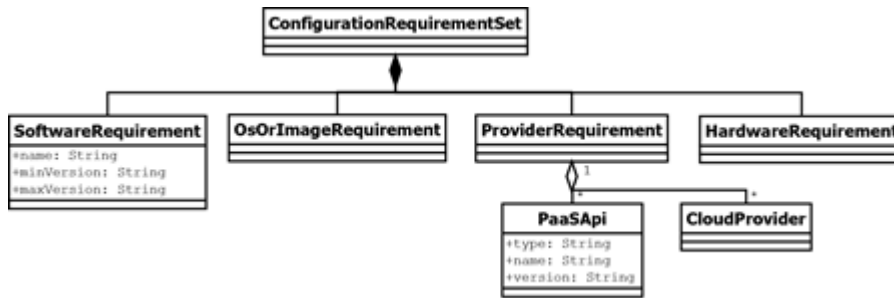 ConfigurationRequirementSet
SoftwareRequirement
+name: String
+minVersion: String
+maxVersion: String
OsOrImageRequirement
ProviderRequirement
HardwareRequirement
1
*
*
PaaSApi
+type: String
+name: String
+version: String
CloudProvider